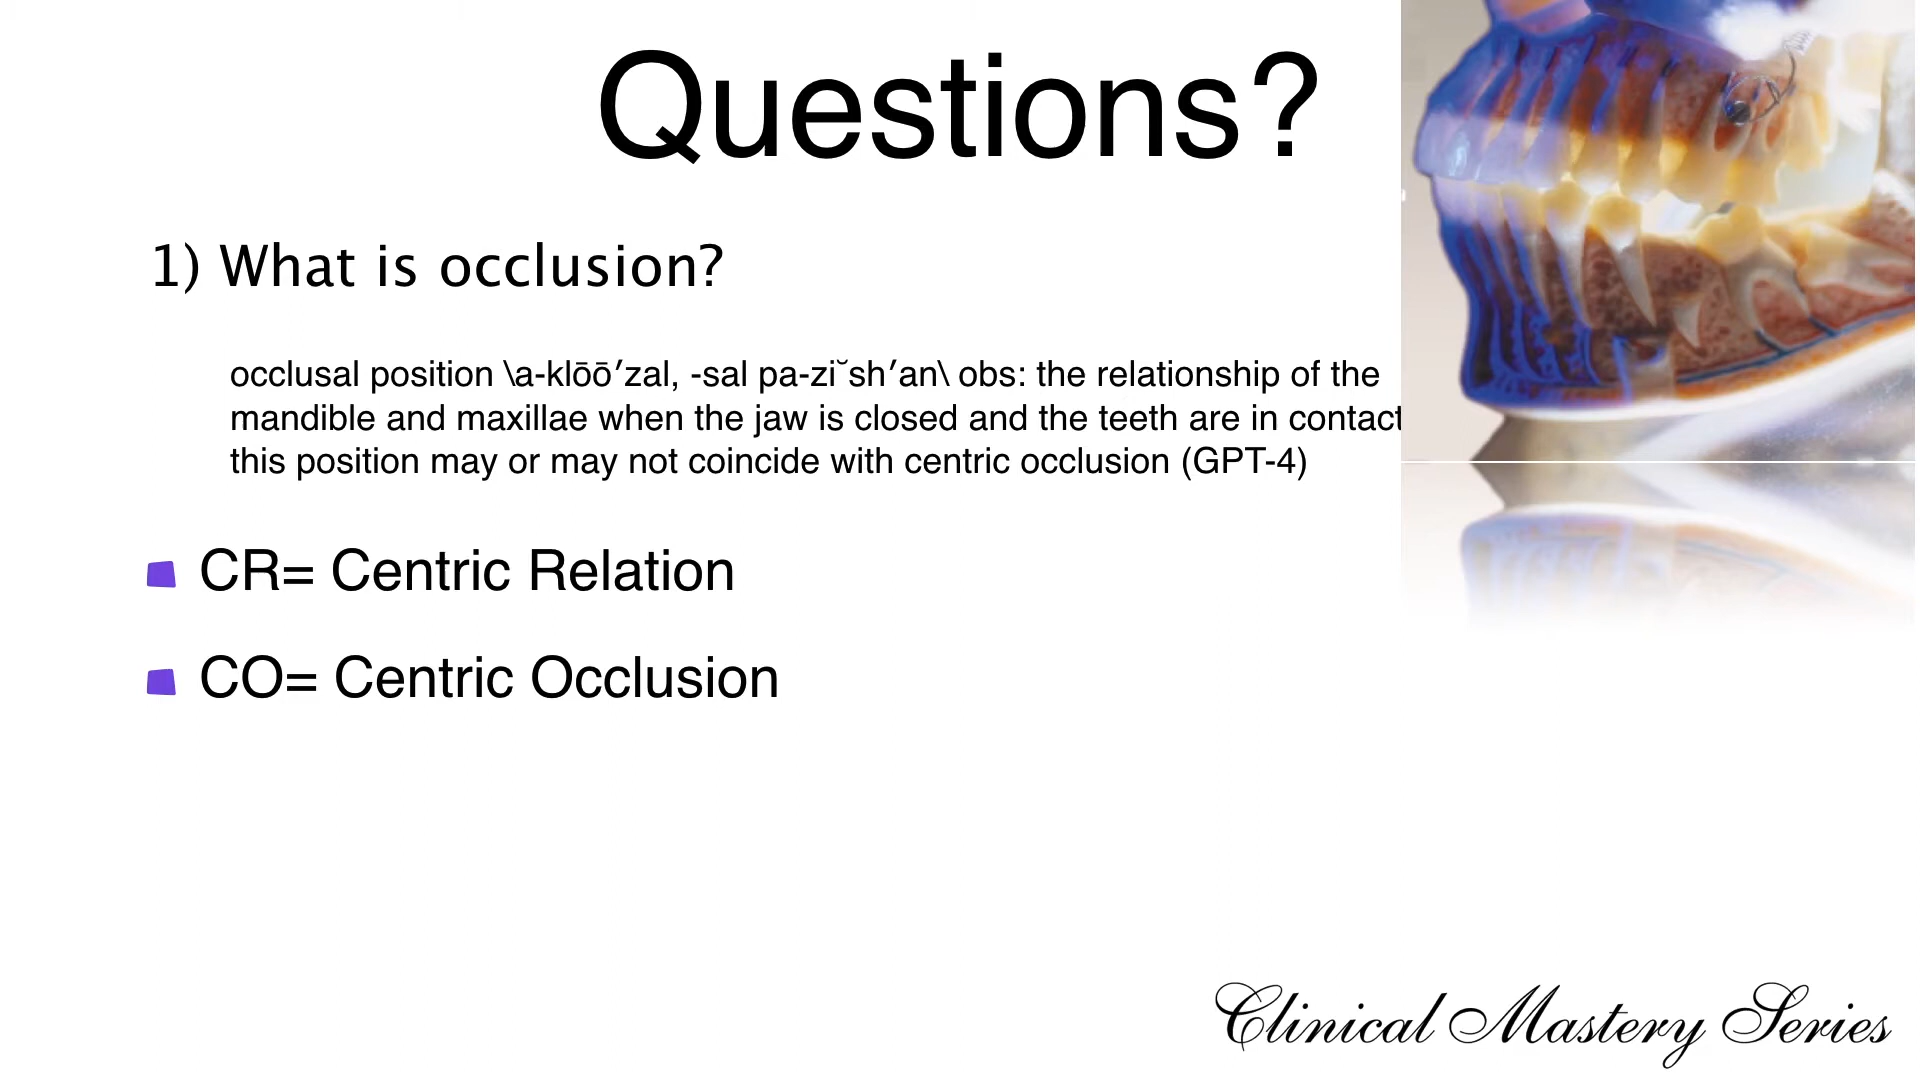 Questions?
1) What is occlusion?
occlusal position \a-klōō′zal, -sal pa-zi˘sh′an\ obs: the relationship of the
mandible and maxillae when the jaw is closed and the teeth are in contact
this position may or may not coincide with centric occlusion (GPT-4)
CR= Centric Relation
CO= Centric Occlusion
Clinical Mastery Series